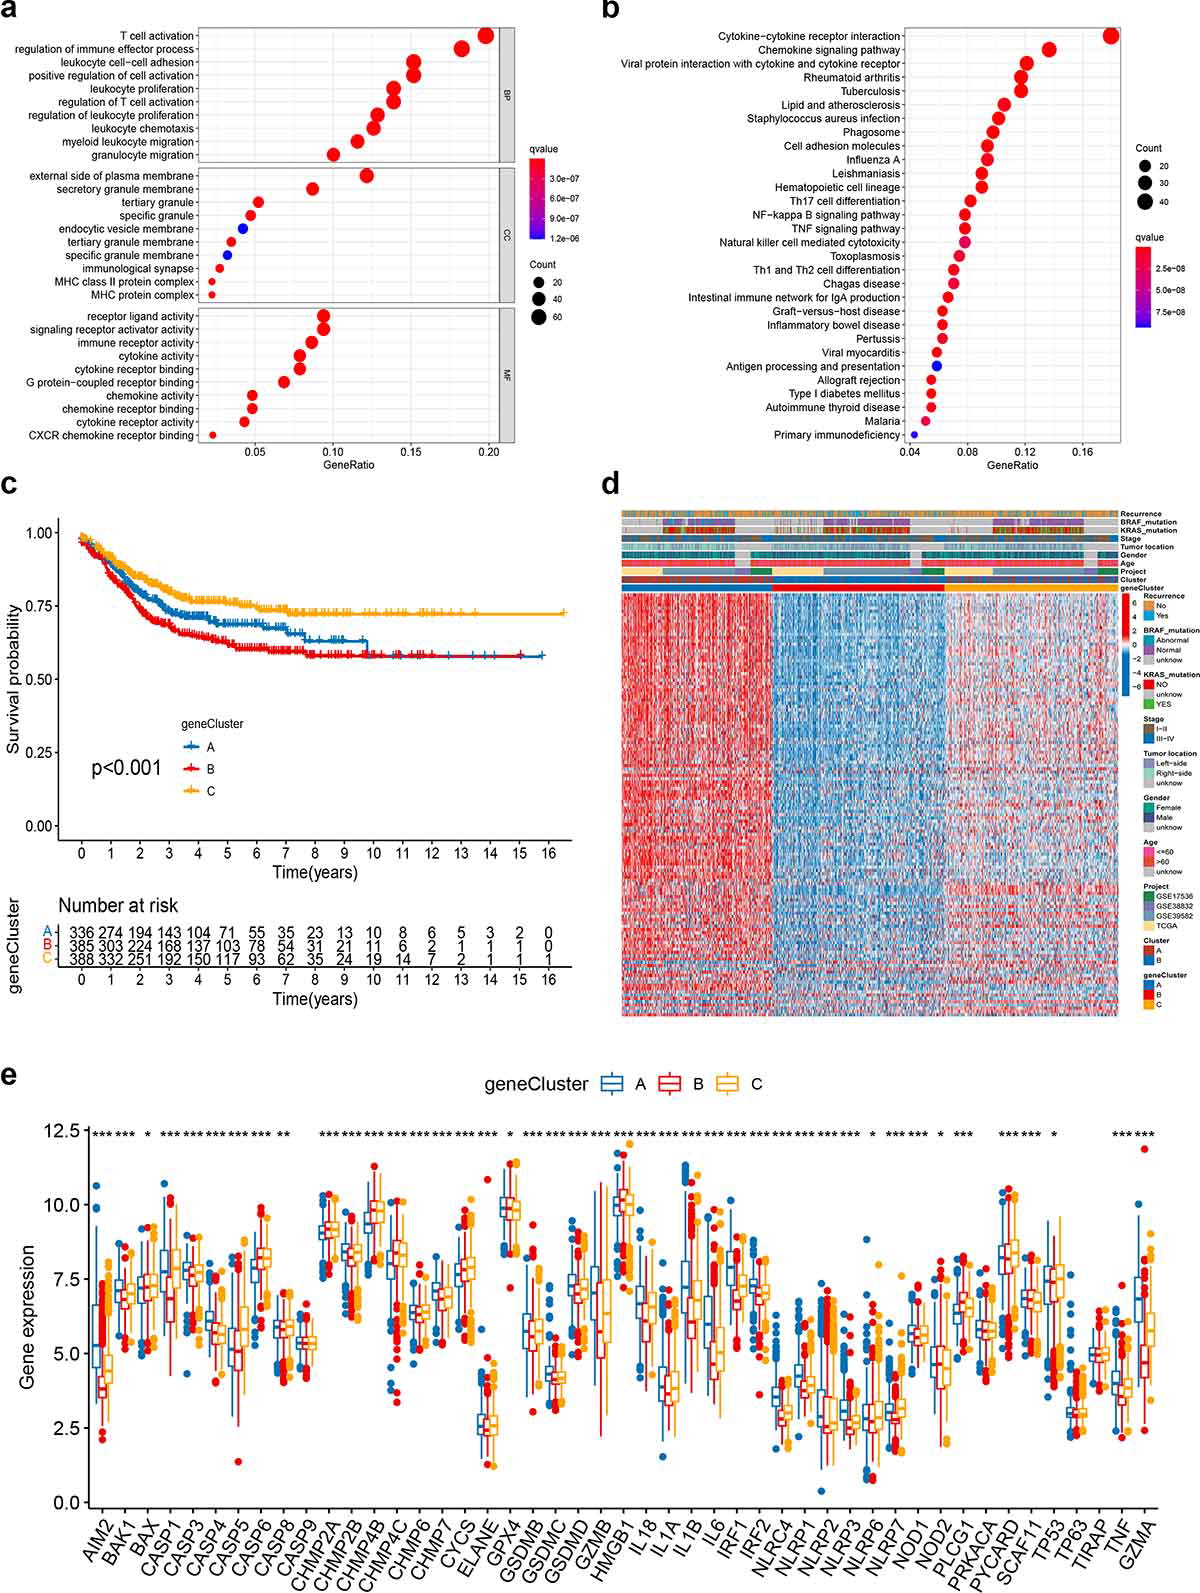 a
T cell activation
regulation of immune effector process
leukocyte cell−cell adhesion
positive regulation of cell activation
leukocyte proliferation
regulation of T cell activation
regulation of leukocyte proliferation
leukocyte chemotaxis
myeloid leukocyte migration
granulocyte migration
BP
external side of plasma membrane
secretory granule membrane
tertiary granule
specific granule
endocytic vesicle membrane
tertiary granule membrane
specific granule membrane
immunological synapse
MHC class II protein complex
MHC protein complex
CC
receptor ligand activity
signaling receptor activator activity
immune receptor activity
cytokine activity
cytokine receptor binding
G protein−coupled receptor binding
chemokine activity
chemokine receptor binding
cytokine receptor activity
CXCR chemokine receptor binding
MF
0.05 0.10 0.15 0.20
GeneRatio
qvalue
3.0e−07
6.0e−07
9.0e−07
1.2e−06
Count
20
40
60
b
Cytokine−cytokine receptor interaction
Chemokine signaling pathway
Viral protein interaction with cytokine and cytokine receptor
Rheumatoid arthritis
Tuberculosis
Lipid and atherosclerosis
Staphylococcus aureus infection
Phagosome
Cell adhesion molecules
Influenza A
Leishmaniasis
Hematopoietic cell lineage
Th17 cell differentiation
NF−kappa B signaling pathway
TNF signaling pathway
Natural killer cell mediated cytotoxicity
Toxoplasmosis
Th1 and Th2 cell differentiation
Chagas disease
Intestinal immune network for IgA production
Graft−versus−host disease
Inflammatory bowel disease
Pertussis
Viral myocarditis
Antigen processing and presentation
Allograft rejection
Type I diabetes mellitus
Autoimmune thyroid disease
Malaria
Primary immunodeficiency
0.04 0.08 0.12 0.16
GeneRatio
Count
20
30
40
qvalue
2.5e−08
5.0e−08
7.5e−08
c
Survival probability
1.00
0.75
0.50
0.25
0.00
geneCluster
A
B
C
p<0.001
0 1 2 3 4 5 6 7 8 9 10 11 12 13 14 15 16
Time(years)
Number at risk
geneCluster
A 336 274 194 143 104 71 55 35 23 13 10 8 6 5 3 2 0
B 385 303 224 168 137 103 78 54 31 21 11 6 2 1 1 1 0
C 388 332 251 192 150 117 93 62 35 24 19 14 7 2 1 1 1
0 1 2 3 4 5 6 7 8 9 10 11 12 13 14 15 16
Time(years)
d
Recurrence
BRAF_mutation
KRAS_mutation
Stage
Tumor location
Gender
Age
Project
Cluster
geneCluster
6
4
2
0
−2
−4
−6
Recurrence
No
Yes
BRAF_mutation
Abnormal
Normal
unknow
KRAS_mutation
NO
unknow
YES
Stage
I−II
III−IV
Tumor location
Left−side
Right−side
unknow
Gender
Female
Male
unknow
Age
<=60
>60
unknow
Project
GSE17536
GSE38832
GSE39582
TCGA
Cluster
A
B
geneCluster
A
B
C
e
geneCluster A B C
Gene expression
12.5
10.0
7.5
5.0
2.5
0.0
*** *** * *** *** *** *** *** ** *** *** *** *** *** *** *** *** * *** *** *** *** *** *** *** *** *** *** *** *** *** *** *** * *** * *** *** *** * *** ***
AIM2 BAK1 BAX CASP1 CASP3 CASP4 CASP5 CASP6 CASP8 CASP9 CHMP2A CHMP2B CHMP4B CHMP4C CHMP6 CHMP7 CYCS ELANE GPX4 GSDMB GSDMC GSDMD GZMB HMGB1 IL18 IL1A IL1B IL6 IRF1 IRF2 NLRC4 NLRP1 NLRP2 NLRP3 NLRP6 NLRP7 NOD1 NOD2 PLCG1 PRKACA PYCARD SCAF11 TP53 TP63 TIRAP TNF GZMA